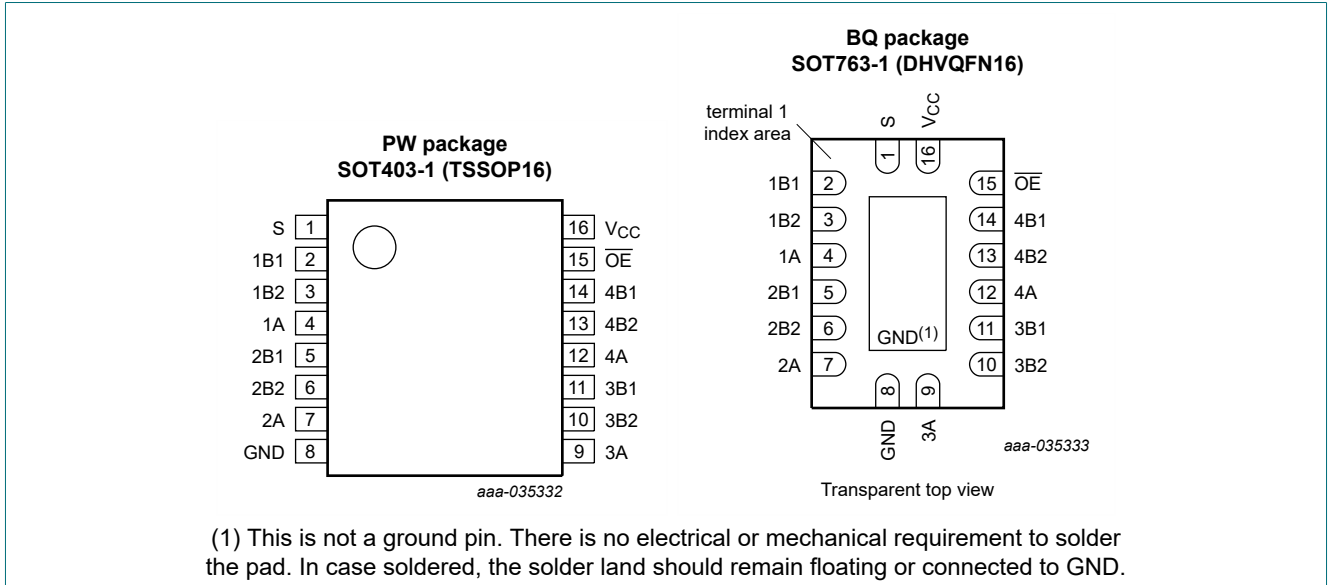 PW package
SOT403-1 (TSSOP16)
S 1
1B1 2
1B2 3
1A 4
2B1 5
2B2 6
2A 7
GND 8
16 VCC
15 OE
14 4B1
13 4B2
12 4A
11 3B1
10 3B2
9 3A
aaa-035332
BQ package
SOT763-1 (DHVQFN16)
terminal 1
index area
S
VCC
1
16
1B1 2
1B2 3
1A 4
2B1 5
2B2 6
2A 7
15 OE
14 4B1
13 4B2
12 4A
11 3B1
10 3B2
GND(1)
8
9
GND
3A
aaa-035333
Transparent top view
(1) This is not a ground pin. There is no electrical or mechanical requirement to solder
the pad. In case soldered, the solder land should remain floating or connected to GND.